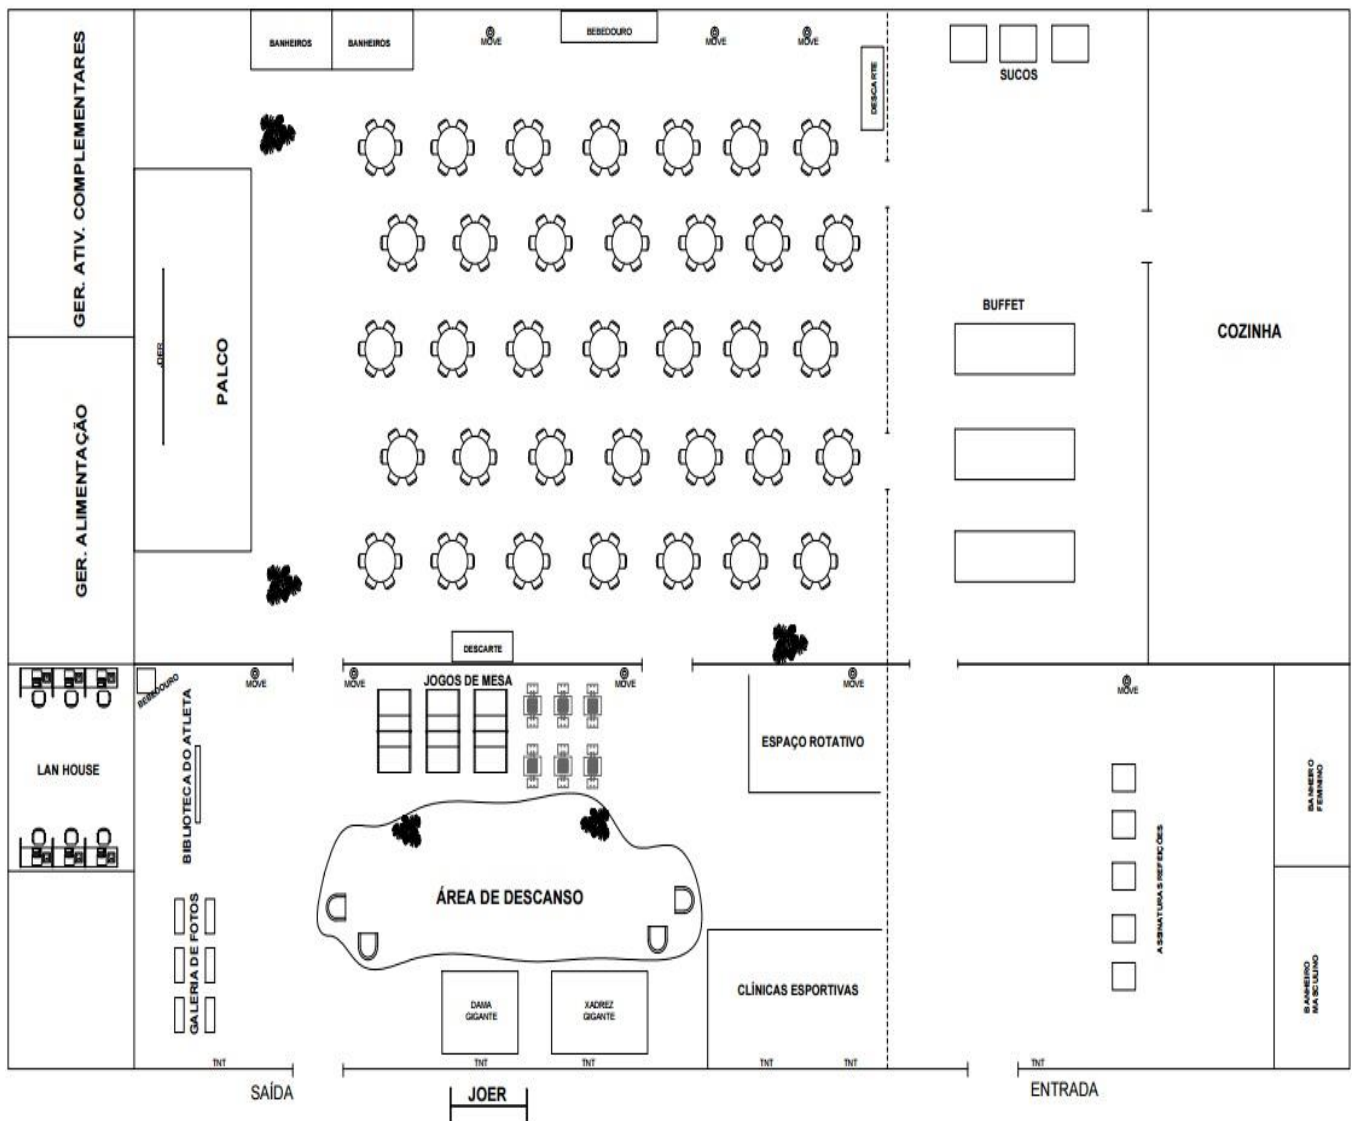 GER. ATIV. COMPLEMENTARES
BANHEIROS
BANHEIROS
MOVE
BEBEDOURO
MOVE
MOVE
DESCARTE
SUCOS
JOER
PALCO
BUFFET
COZINHA
GER. ALIMENTAÇÃO
DESCARTE
BEBEDOURO
MOVE
MOVE
JOGOS DE MESA
MOVE
MOVE
MOVE
LAN HOUSE
BIBLIOTECA DO ATLETA
ESPAÇO ROTATIVO
BANHEIRO
FEMININO
ÁREA DE DESCANSO
ASSINATURAS REFEIÇÕES
GALERIA DE FOTOS
DAMA
GIGANTE
XADREZ
GIGANTE
CLÍNICAS ESPORTIVAS
BANHEIRO
MASCULINO
TNT
TNT
TNT
TNT
TNT
TNT
SAÍDA
JOER
ENTRADA